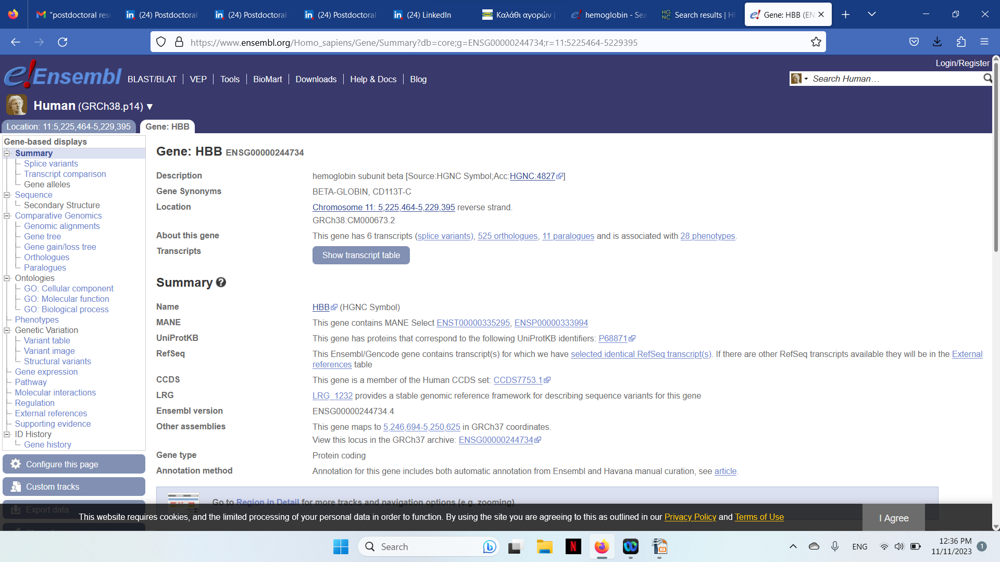 "postdoctoral res
(24) Postdoctoral
(24) Postdoctoral
(24) Postdoctoral
(24) LinkedIn
Καλάθι αγορών |
hemoglobin - Sea
Search results | H
Gene: HBB (EN
https://www.ensembl.org/Homo_sapiens/Gene/Summary?db=core;g=ENSG00000244734;r=11:5225464-5229395
Login/Register
e!Ensembl
BLAST/BLAT | VEP | Tools | BioMart | Downloads | Help & Docs | Blog
Search Human…
Human (GRCh38.p14) ▼
Location: 11:5,225,464-5,229,395
Gene: HBB
Gene-based displays
Summary
Splice variants
Transcript comparison
Gene alleles
Sequence
Secondary Structure
Comparative Genomics
Genomic alignments
Gene tree
Gene gain/loss tree
Orthologues
Paralogues
Ontologies
GO: Cellular component
GO: Molecular function
GO: Biological process
Phenotypes
Genetic Variation
Variant table
Variant image
Structural variants
Gene expression
Pathway
Molecular interactions
Regulation
External references
Supporting evidence
ID History
Gene history
Configure this page
Custom tracks
Export data
Gene: HBB ENSG00000244734
Description
hemoglobin subunit beta [Source:HGNC Symbol;Acc:HGNC:4827]
Gene Synonyms
BETA-GLOBIN, CD113T-C
Location
Chromosome 11: 5,225,464-5,229,395 reverse strand.
GRCh38:CM000673.2
About this gene
This gene has 6 transcripts (splice variants), 525 orthologues, 11 paralogues and is associated with 28 phenotypes.
Transcripts
Show transcript table
Summary ?
Name
HBB (HGNC Symbol)
MANE
This gene contains MANE Select ENST00000335295, ENSP00000333994
UniProtKB
This gene has proteins that correspond to the following UniProtKB identifiers: P68871
RefSeq
This Ensembl/Gencode gene contains transcript(s) for which we have selected identical RefSeq transcript(s). If there are other RefSeq transcripts available they will be in the External
references table
CCDS
This gene is a member of the Human CCDS set: CCDS7753.1
LRG
LRG_1232 provides a stable genomic reference framework for describing sequence variants for this gene
Ensembl version
ENSG00000244734.4
Other assemblies
This gene maps to 5,246,694-5,250,625 in GRCh37 coordinates.
View this locus in the GRCh37 archive: ENSG00000244734
Gene type
Protein coding
Annotation method
Annotation for this gene includes both automatic annotation from Ensembl and Havana manual curation, see article.
Go to Region in Detail for more tracks and navigation options (e.g. zooming)
This website requires cookies, and the limited processing of your personal data in order to function. By using the site you are agreeing to this as outlined in our Privacy Policy and Terms of Use
I Agree
Search
ENG
12:36 PM
11/11/2023
1